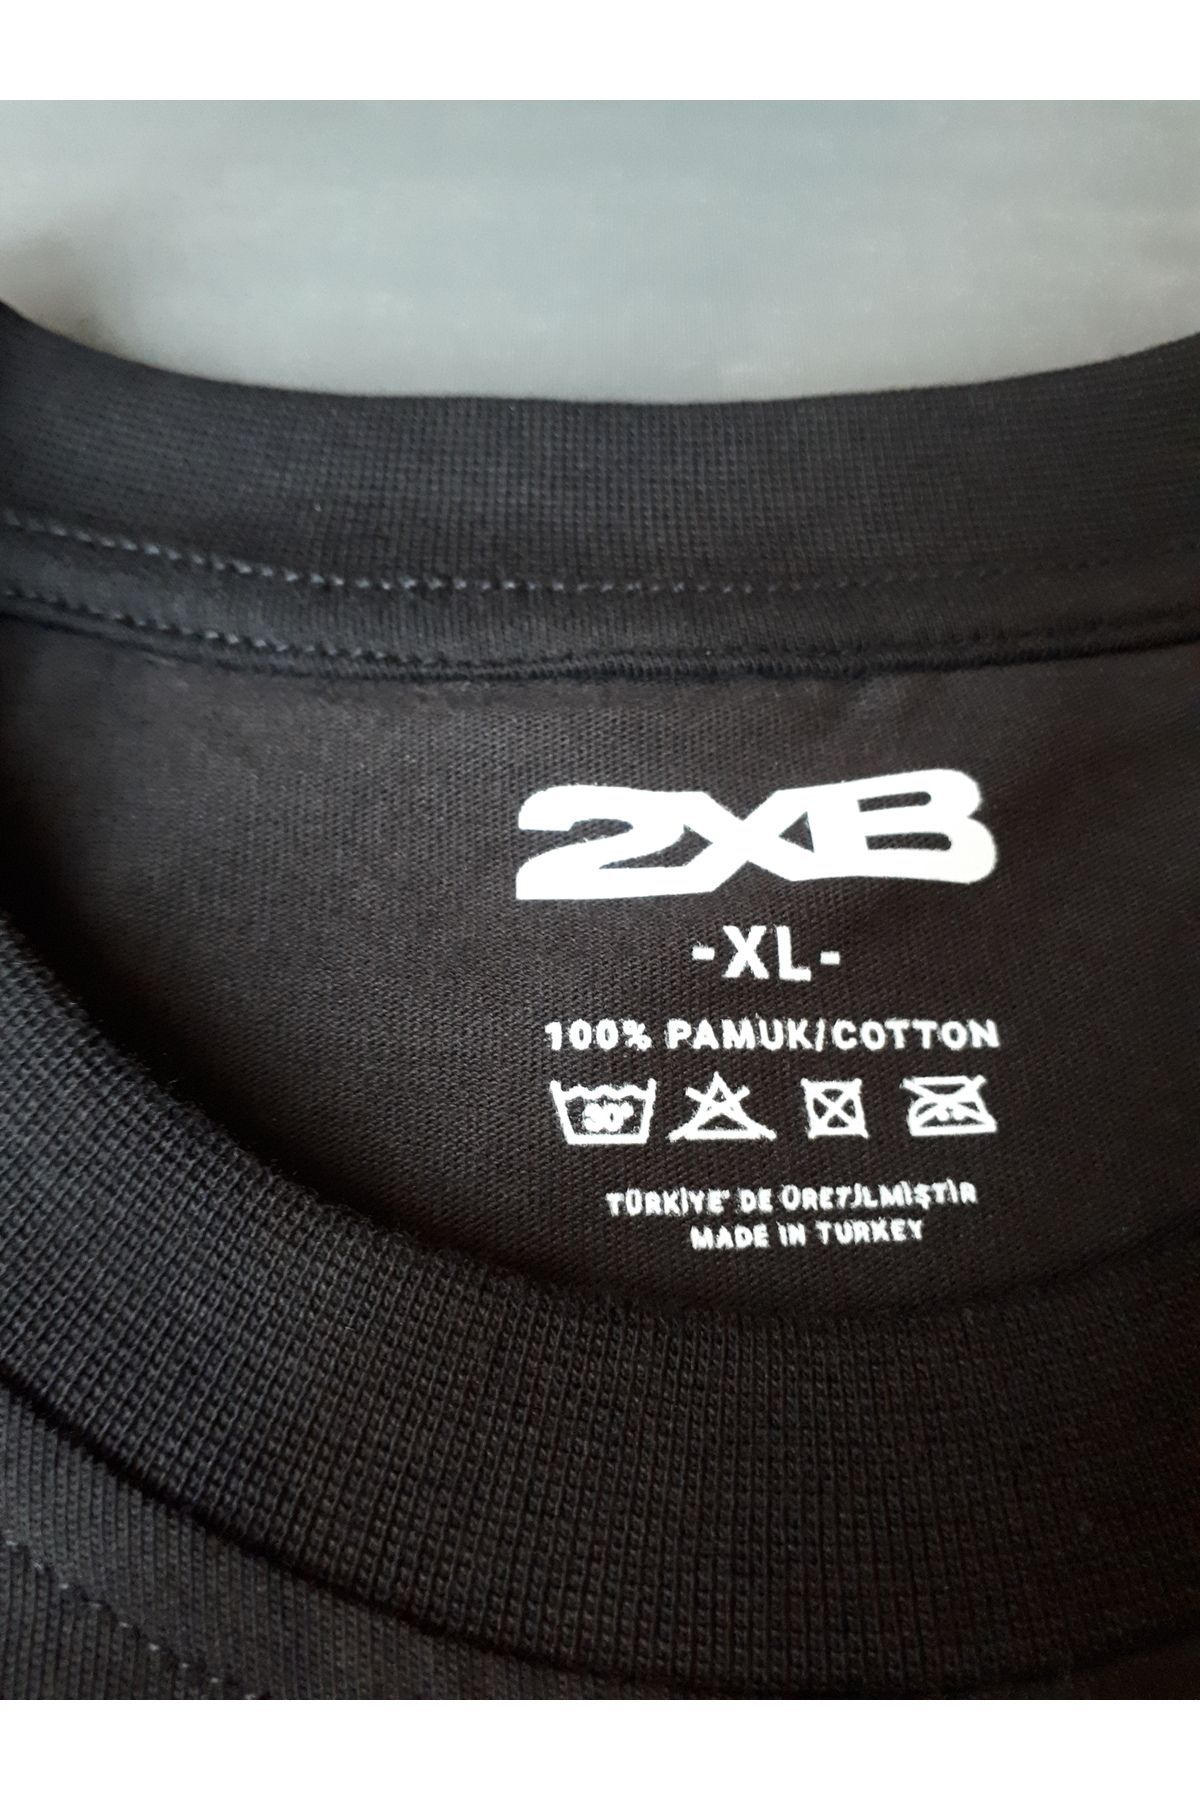 2XB
-XL-
100% PAMUK/COTTON
30°
TÜRKİYE' DE ÜRETİLMİŞTİR
MADE IN TURKEY